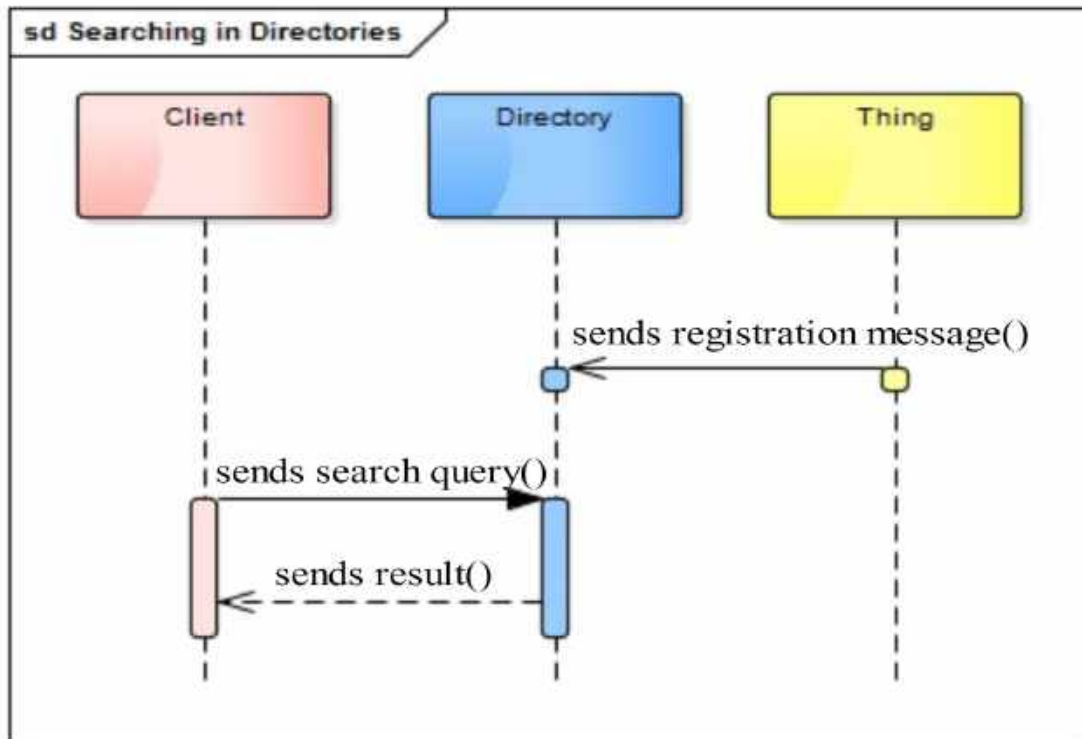 sd Searching in Directories
Client
Directory
Thing
sends registration message()
sends search query()
sends result()